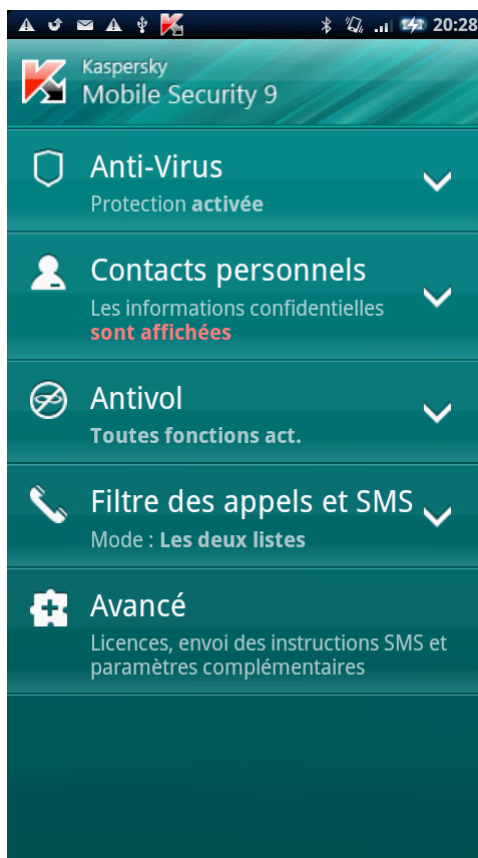 20:28
Kaspersky
Mobile Security 9
Anti-Virus
Protection activée
Contacts personnels
Les informations confidentielles
sont affichées
Antivol
Toutes fonctions act.
Filtre des appels et SMS
Mode : Les deux listes
Avancé
Licences, envoi des instructions SMS et
paramètres complémentaires